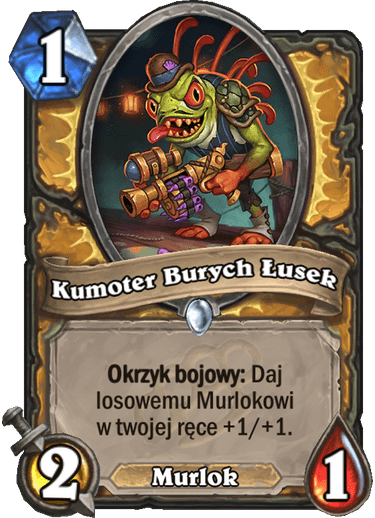 1
Kumoter Burych Łusek
Okrzyk bojowy: Daj
losowemu Murlokowi
w twojej ręce +1/+1.
2
Murlok
1